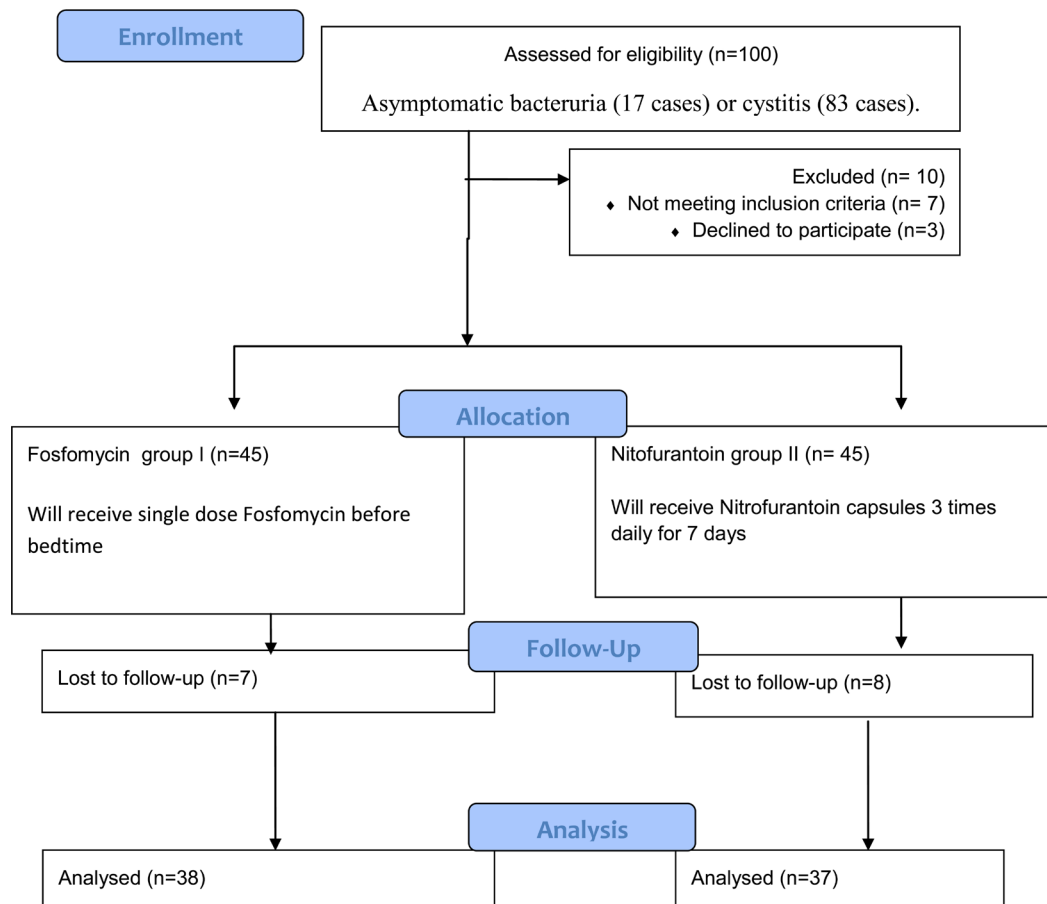 Enrollment
Assessed for eligibility (n=100)
Asymptomatic bacteruria (17 cases) or cystitis (83 cases).
Excluded (n= 10)
♦ Not meeting inclusion criteria (n= 7)
♦ Declined to participate (n=3)
Allocation
Fosfomycin group I (n=45)
Will receive single dose Fosfomycin before
bedtime
Nitofurantoin group II (n= 45)
Will receive Nitrofurantoin capsules 3 times
daily for 7 days
Follow-Up
Lost to follow-up (n=7)
Lost to follow-up (n=8)
Analysis
Analysed (n=38)
Analysed (n=37)